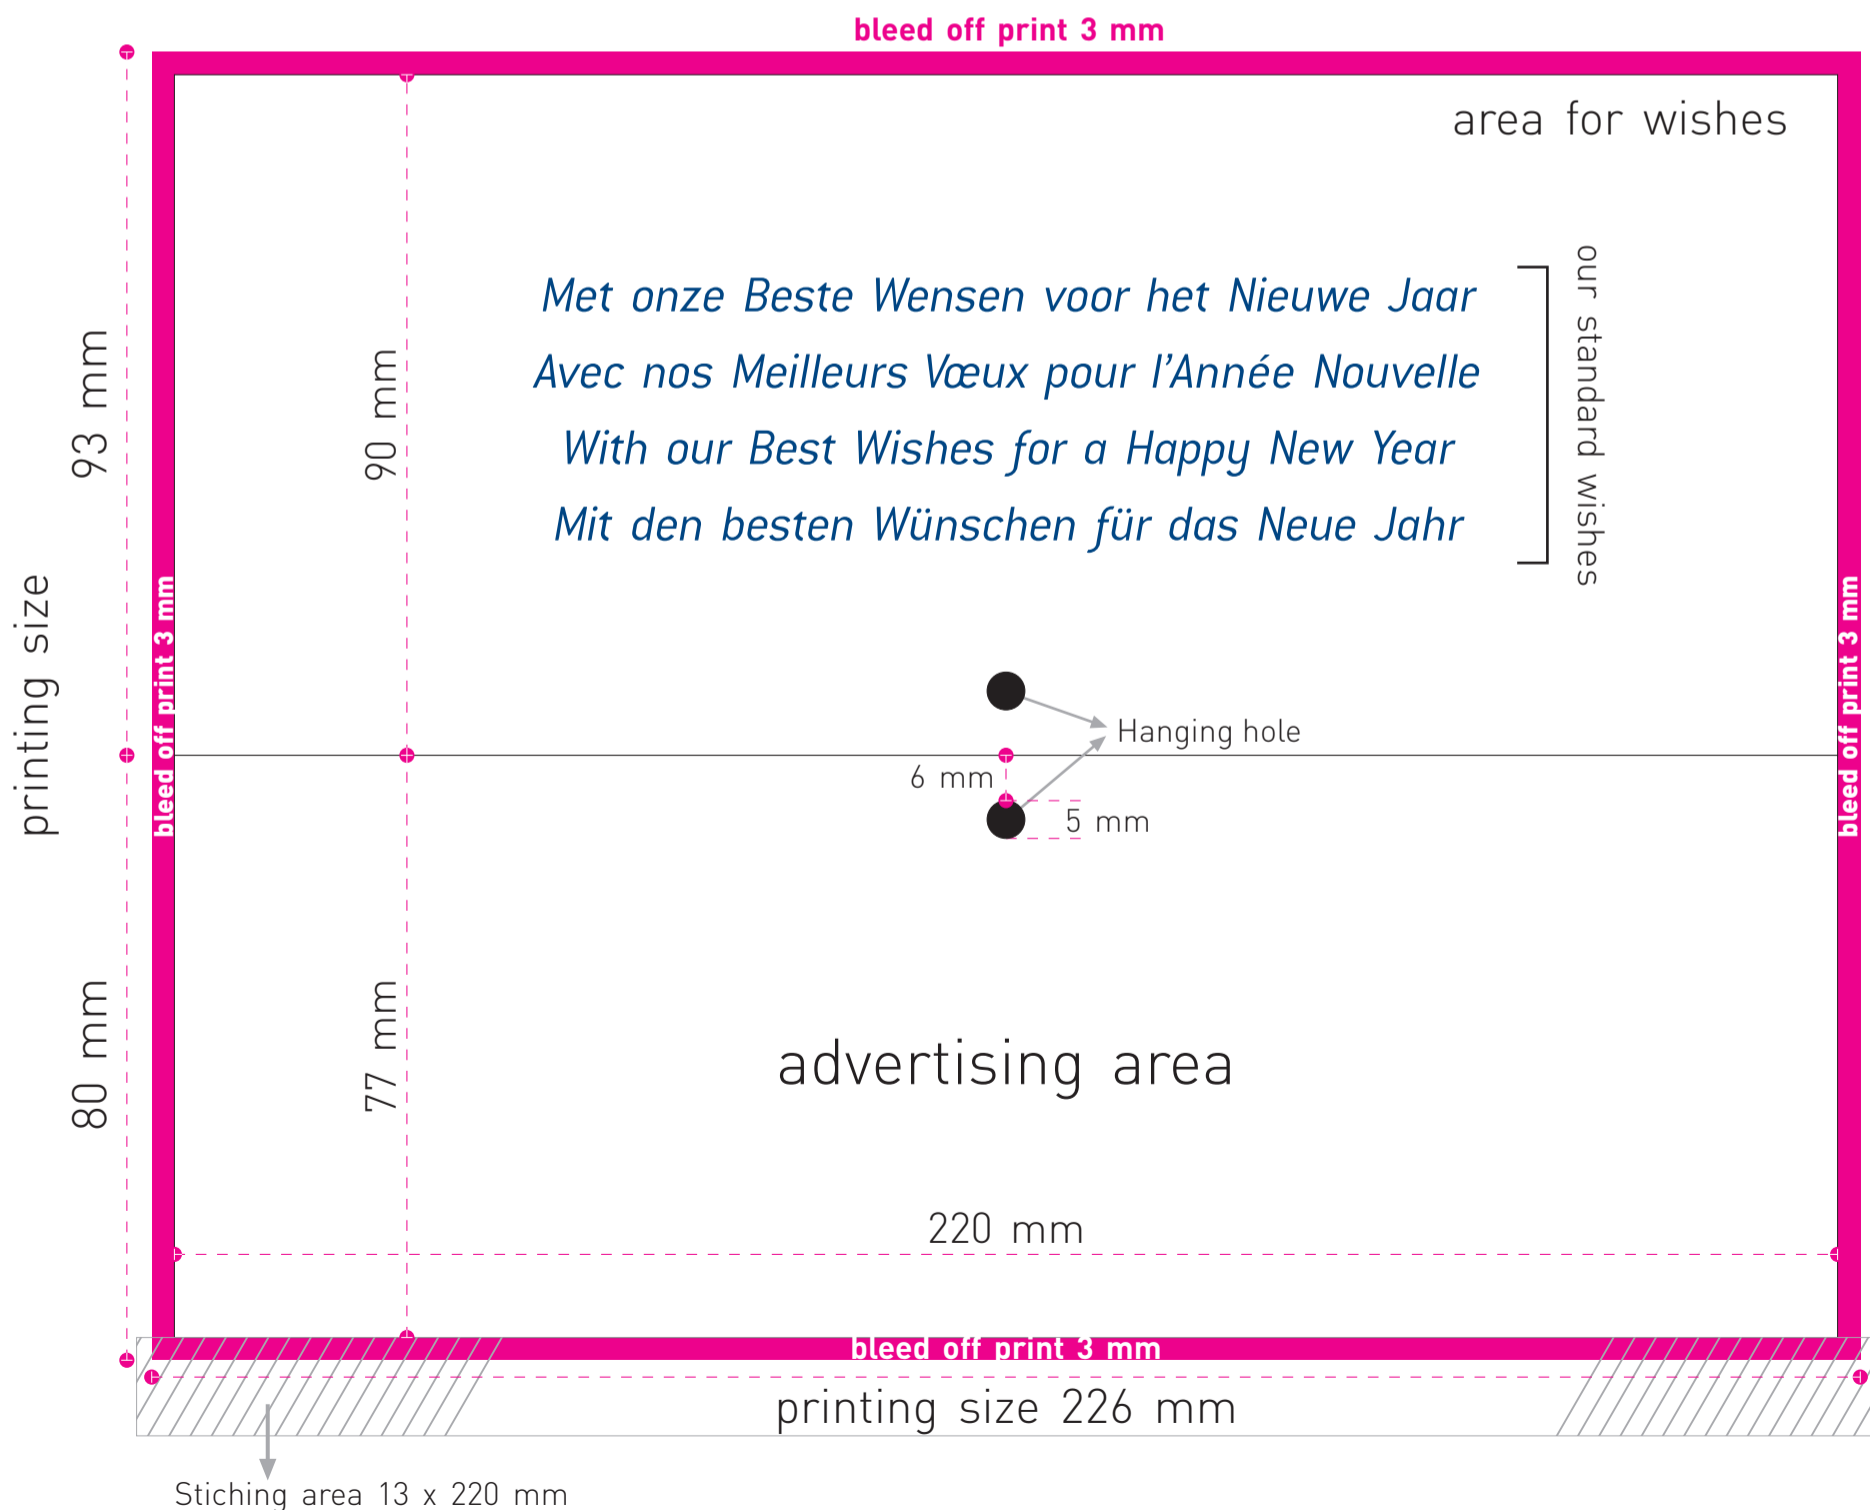 bleed off print 3 mm
area for wishes
Met onze Beste Wensen voor het Nieuwe Jaar
Avec nos Meilleurs Vœux pour l'Année Nouvelle
With our Best Wishes for a Happy New Year
Mit den besten Wünschen für das Neue Jahr
our standard wishes
93 mm
90 mm
printing size
bleed off print 3 mm
bleed off print 3 mm
Hanging hole
6 mm
5 mm
80 mm
77 mm
advertising area
220 mm
bleed off print 3 mm
printing size 226 mm
Stiching area 13 x 220 mm